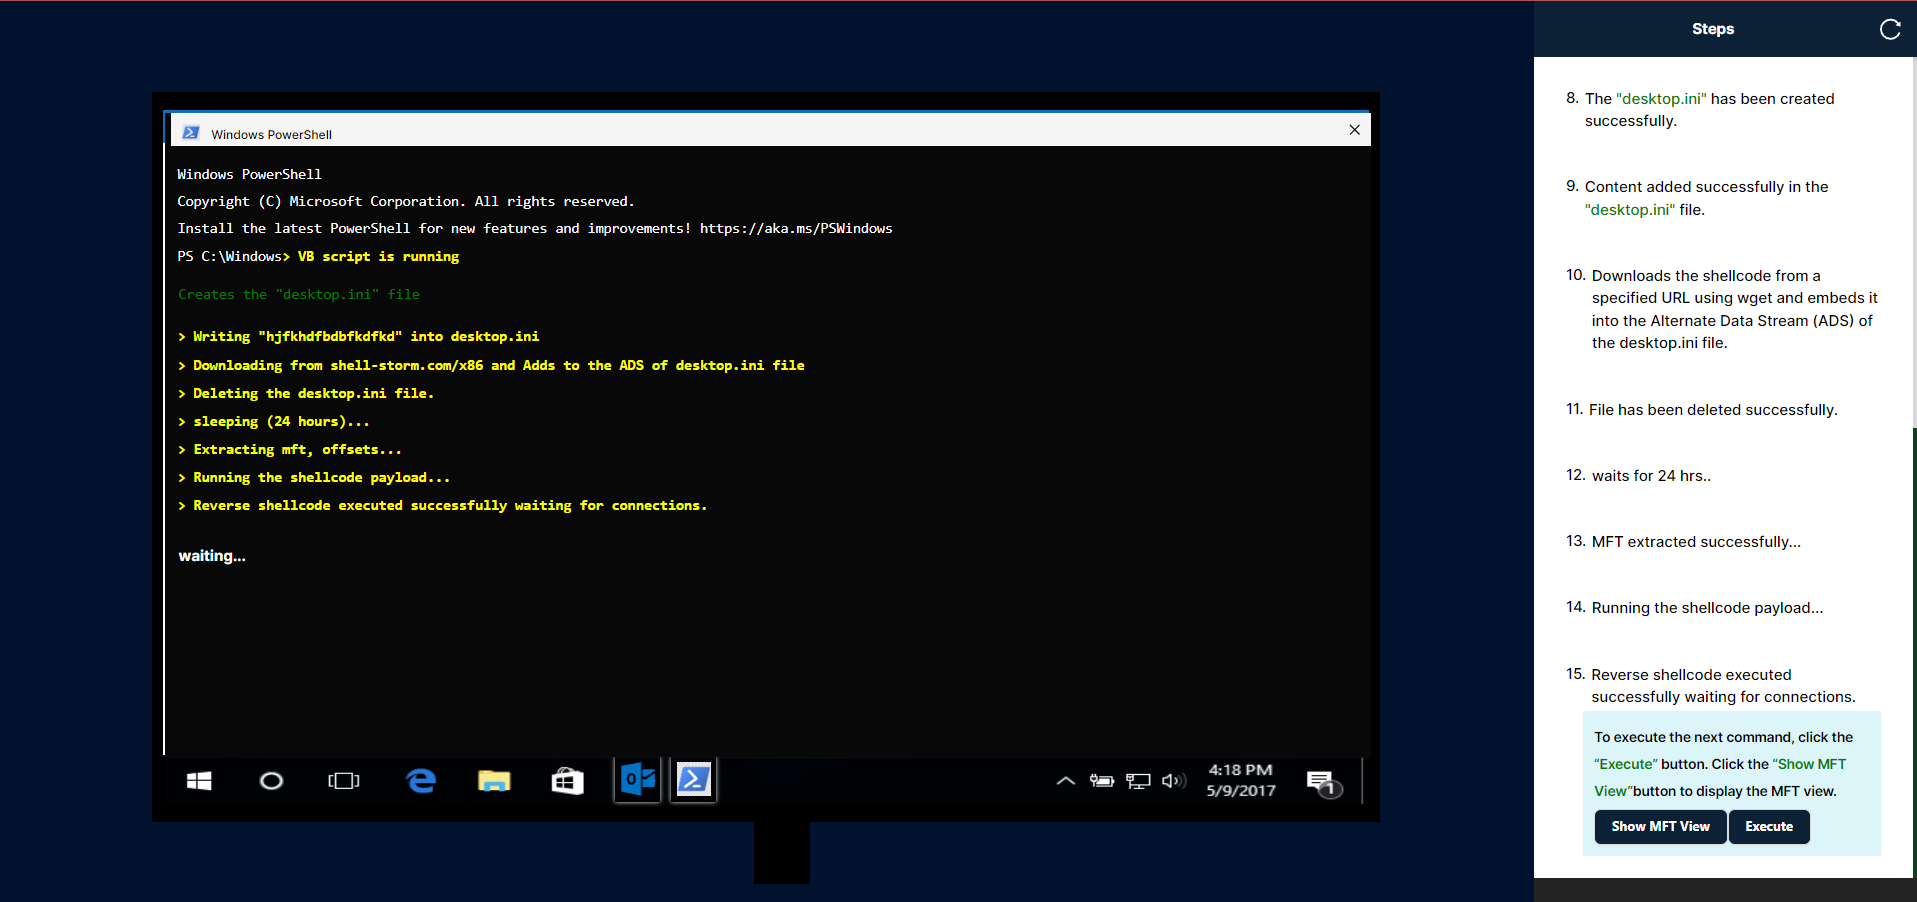 Windows PowerShell
Windows PowerShell
Copyright (C) Microsoft Corporation. All rights reserved.
Install the latest PowerShell for new features and improvements! https://aka.ms/PSWindows
PS C:\Windows> VB script is running
Creates the "desktop.ini" file
> Writing "hjfkhdfbdbfkdfkd" into desktop.ini
> Downloading from shell-storm.com/x86 and Adds to the ADS of desktop.ini file
> Deleting the desktop.ini file.
> sleeping (24 hours)...
> Extracting mft, offsets...
> Running the shellcode payload...
> Reverse shellcode executed successfully waiting for connections.
waiting...
4:18 PM
5/9/2017
1
Steps
8. The "desktop.ini" has been created
successfully.
9. Content added successfully in the
"desktop.ini" file.
10. Downloads the shellcode from a
specified URL using wget and embeds it
into the Alternate Data Stream (ADS) of
the desktop.ini file.
11. File has been deleted successfully.
12. waits for 24 hrs..
13. MFT extracted successfully...
14. Running the shellcode payload...
15. Reverse shellcode executed
successfully waiting for connections.
To execute the next command, click the
“Execute” button. Click the “Show MFT
View”button to display the MFT view.
Show MFT View
Execute